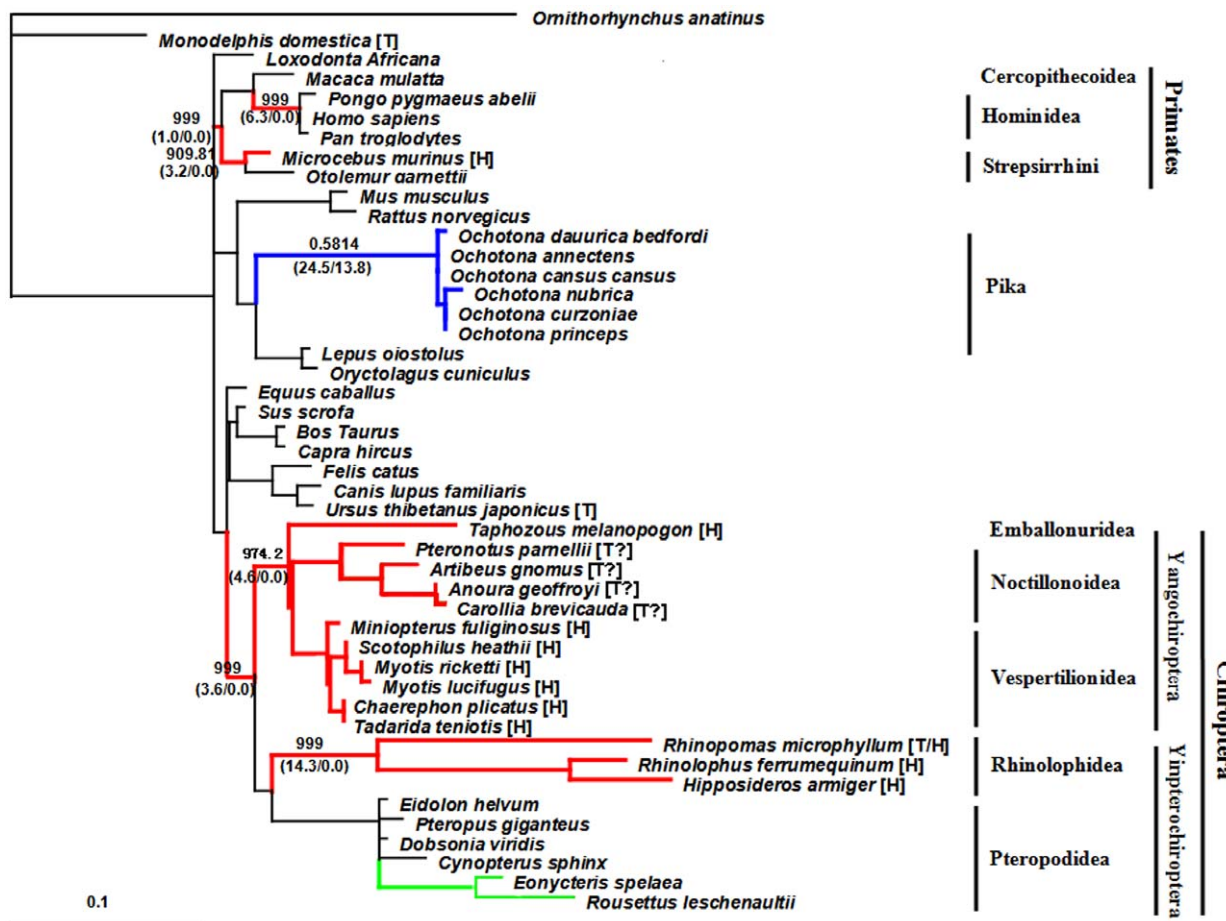 Ornithorhynchus anatinus
Monodelphis domestica [T]
Loxodonta Africana
Macaca mulatta
Cercopithecoidea
999
(6.3/0.0)
Pongo pygmaeus abelii
Homo sapiens
Hominidea
Pan troglodytes
Primates
999
(1.0/0.0)
909.81
(3.2/0.0)
Microcebus murinus [H]
Strepsirrhini
Otolemur garnettii
Mus musculus
Rattus norvegicus
0.5814
(24.5/13.8)
Ochotona dauurica bedfordi
Ochotona annectens
Ochotona cansus cansus
Ochotona nubrica
Pika
Ochotona curzoniae
Ochotona princeps
Lepus oiostolus
Oryctolagus cuniculus
Equus caballus
Sus scrofa
Bos Taurus
Capra hircus
Felis catus
Canis lupus familiaris
Ursus thibetanus japonicus [T]
Taphozous melanopogon [H]
Emballonuridea
974.2
(4.6/0.0)
Pteronotus parnellii [T?]
Artibeus gnomus [T?]
Noctillonoidea
Anoura geoffroyi [T?]
Carollia brevicauda [T?]
Yangochiroptera
Miniopterus fuliginosus [H]
Scotophilus heathii [H]
Myotis ricketti [H]
Vespertilionidea
Myotis lucifugus [H]
999
(3.6/0.0)
Chaerephon plicatus [H]
Tadarida teniotis [H]
Chiroptera
999
(14.3/0.0)
Rhinopomas microphyllum [T/H]
Rhinolophus ferrumequinum [H]
Rhinolophidea
Hipposideros armiger [H]
Yinpterochiroptera
Eidolon helvum
Pteropus giganteus
Dobsonia viridis
Pteropodidea
Cynopterus sphinx
Eonycteris spelaea
Rousettus leschenaultii
0.1